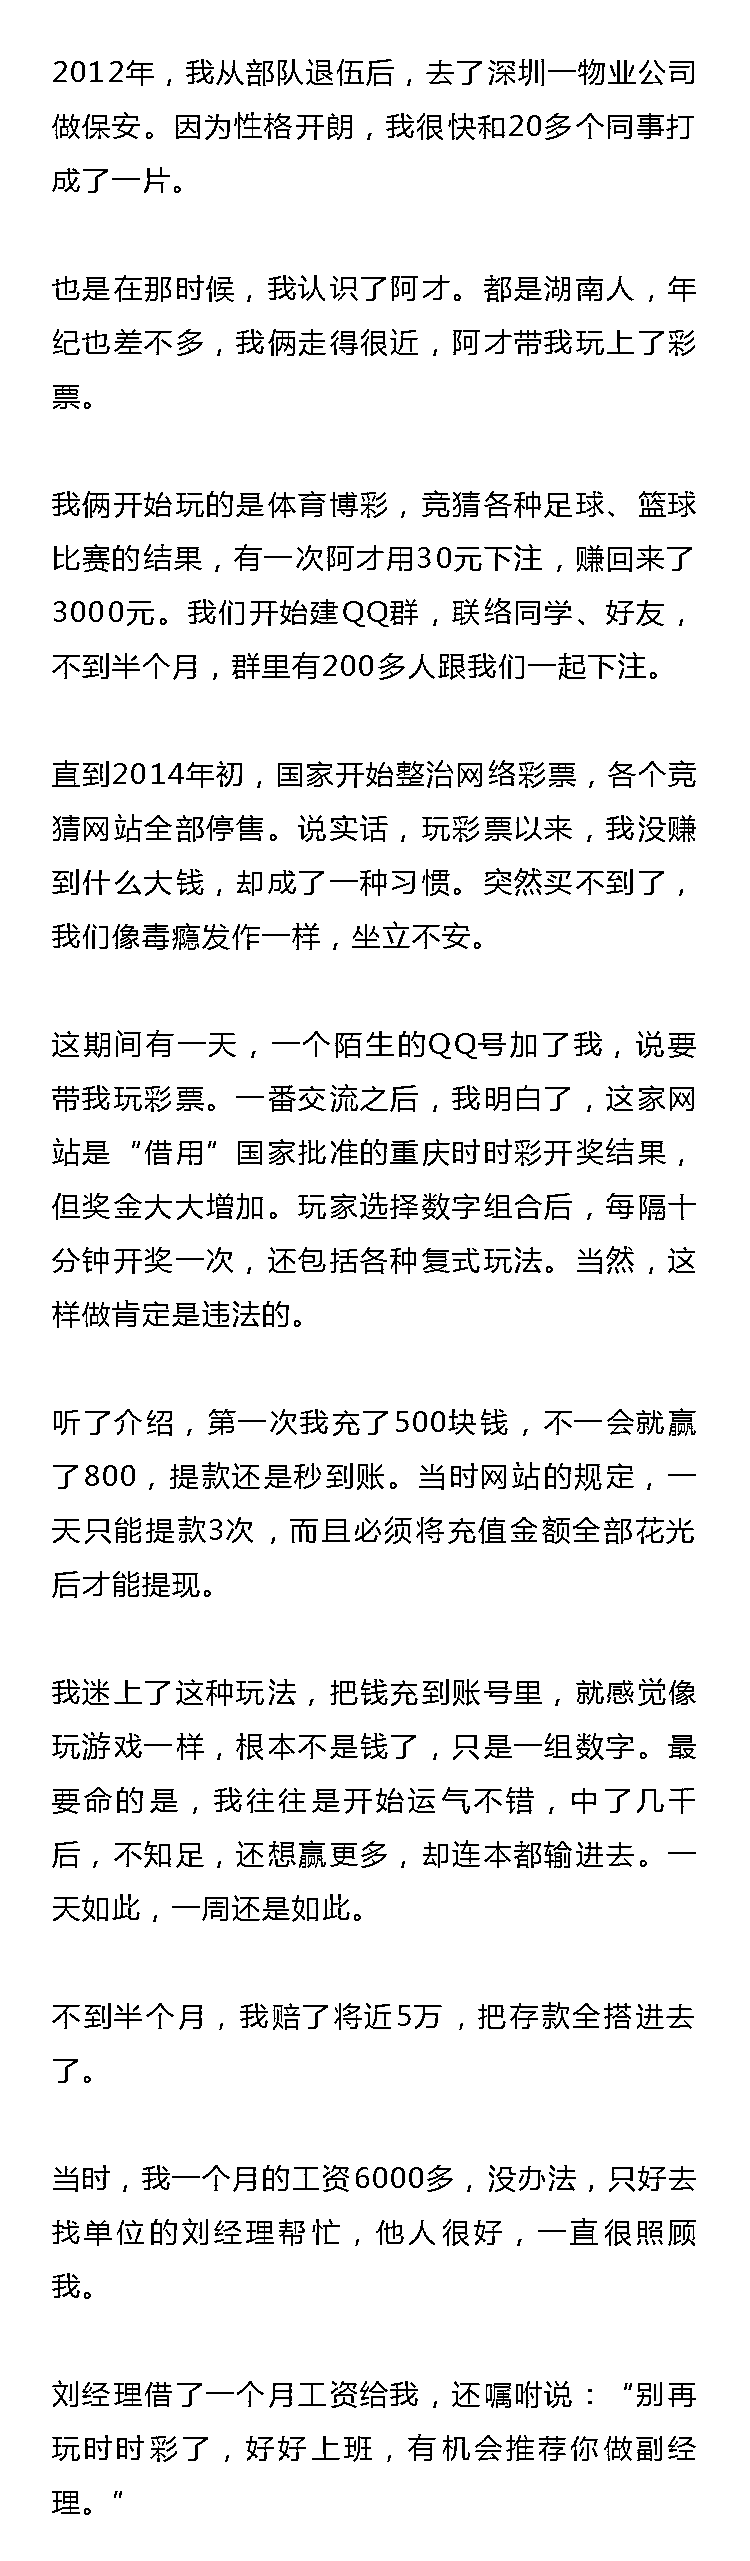 2012年，我从部队退伍后，去了深圳一物业公司
做保安。因为性格开朗，我很快和20多个同事打
成了一片。
也是在那时候，我认识了阿才。都是湖南人，年
纪也差不多，我俩走得很近，阿才带我玩上了彩
票。
我俩开始玩的是体育博彩，竞猜各种足球、篮球
比赛的结果，有一次阿才用30元下注，赚回来了
3000元。我们开始建QQ群，联络同学、好友，
不到半个月，群里有200多人跟我们一起下注。
直到2014年初，国家开始整治网络彩票，各个竞
猜网站全部停售。说实话，玩彩票以来，我没赚
到什么大钱，却成了一种习惯。突然买不到了，
我们像毒瘾发作一样，坐立不安。
这期间有一天，一个陌生的QQ号加了我，说要
带我玩彩票。一番交流之后，我明白了，这家网
站是“借用”国家批准的重庆时时彩开奖结果，
但奖金大大增加。玩家选择数字组合后，每隔十
分钟开奖一次，还包括各种复式玩法。当然，这
样做肯定是违法的。
听了介绍，第一次我充了500块钱，不一会就赢
了800，提款还是秒到账。当时网站的规定，一
天只能提款3次，而且必须将充值金额全部花光
后才能提现。
我迷上了这种玩法，把钱充到账号里，就感觉像
玩游戏一样，根本不是钱了，只是一组数字。最
要命的是，我往往是开始运气不错，中了几千
后，不知足，还想赢更多，却连本都输进去。一
天如此，一周还是如此。
不到半个月，我赔了将近5万，把存款全搭进去
了。
当时，我一个月的工资6000多，没办法，只好去
找单位的刘经理帮忙，他人很好，一直很照顾
我。
刘经理借了一个月工资给我，还嘱咐说：“别再
玩时时彩了，好好上班，有机会推荐你做副经
理。”